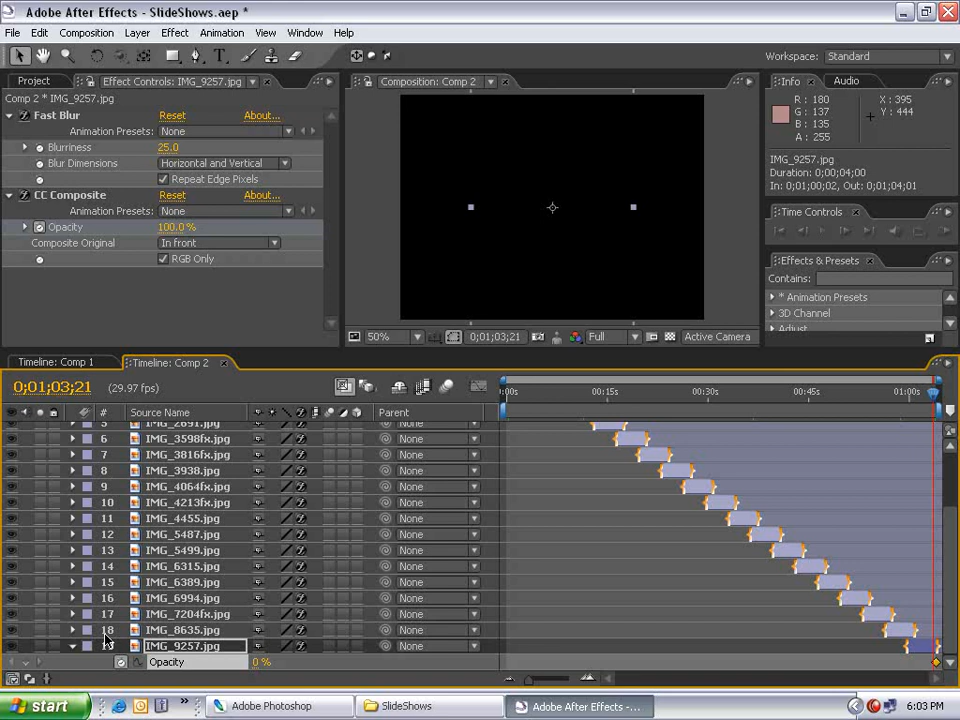 Adobe After Effects - SlideShows.aep *
File Edit Composition Layer Effect Animation View Window Help
Workspace: Standard
Project Effect Controls: IMG_9257.jpg
Comp 2 * IMG_9257.jpg
Fast Blur Reset About...
Animation Presets: None
Blurriness 25.0
Blur Dimensions Horizontal and Vertical
Repeat Edge Pixels
CC Composite Reset About...
Animation Presets: None
Opacity 100.0 %
Composite Original In front
RGB Only
Composition: Comp 2
50% 0;01;03;21 Full Active Camera
Info Audio
R: 180 X: 395
G: 137 Y: 444
B: 135
A: 255
IMG_9257.jpg
Duration: 0;00;04;00
In: 0;01;00;02, Out: 0;01;04;01
Time Controls
Effects & Presets
Contains:
* Animation Presets
3D Channel
Adjust
Timeline: Comp 1 Timeline: Comp 2
0;01;03;21 (29.97 fps)
# Source Name Parent
:00s 00:15s 00:30s 00:45s 01:00s
5 IMG_2691.jpg None
6 IMG_3598fx.jpg None
7 IMG_3816fx.jpg None
8 IMG_3938.jpg None
9 IMG_4064fx.jpg None
10 IMG_4213fx.jpg None
11 IMG_4455.jpg None
12 IMG_5487.jpg None
13 IMG_5499.jpg None
14 IMG_6315.jpg None
15 IMG_6389.jpg None
16 IMG_6994.jpg None
17 IMG_7204fx.jpg None
18 IMG_8635.jpg None
IMG_9257.jpg None
Opacity 0 %
start Adobe Photoshop SlideShows Adobe After Effects -... 6:03 PM